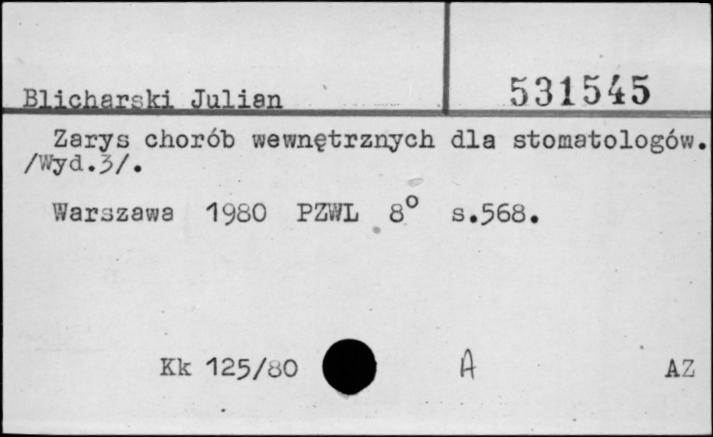 Blicharski Julian 531545
Zarys chorób wewnętrznych dla stomatologów.
/Wyd.3/.
Warszawa 1980 PZWL 8° s.568.
Kk 125/80 A AZ